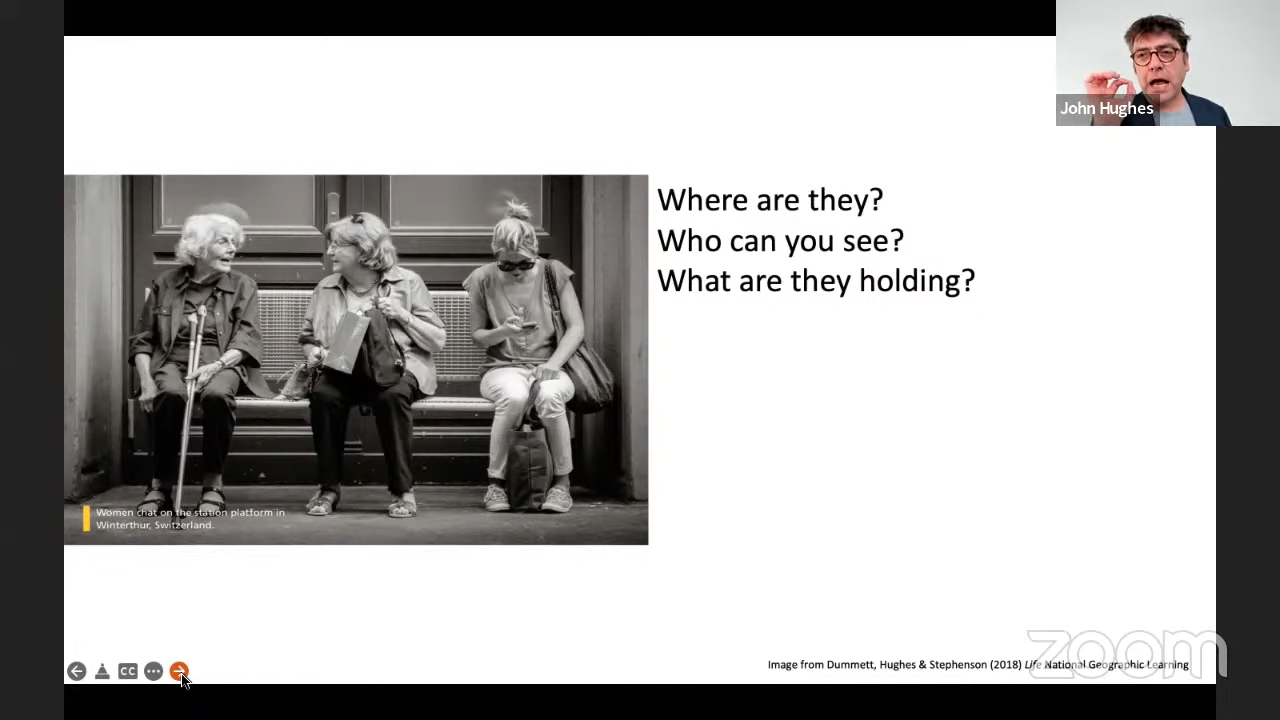 John Hughes
Where are they?
Who can you see?
What are they holding?
Women chat on the station platform in
Winterthur, Switzerland.
CC
zoom
Image from Dummett, Hughes & Stephenson (2018) Life National Geographic Learning